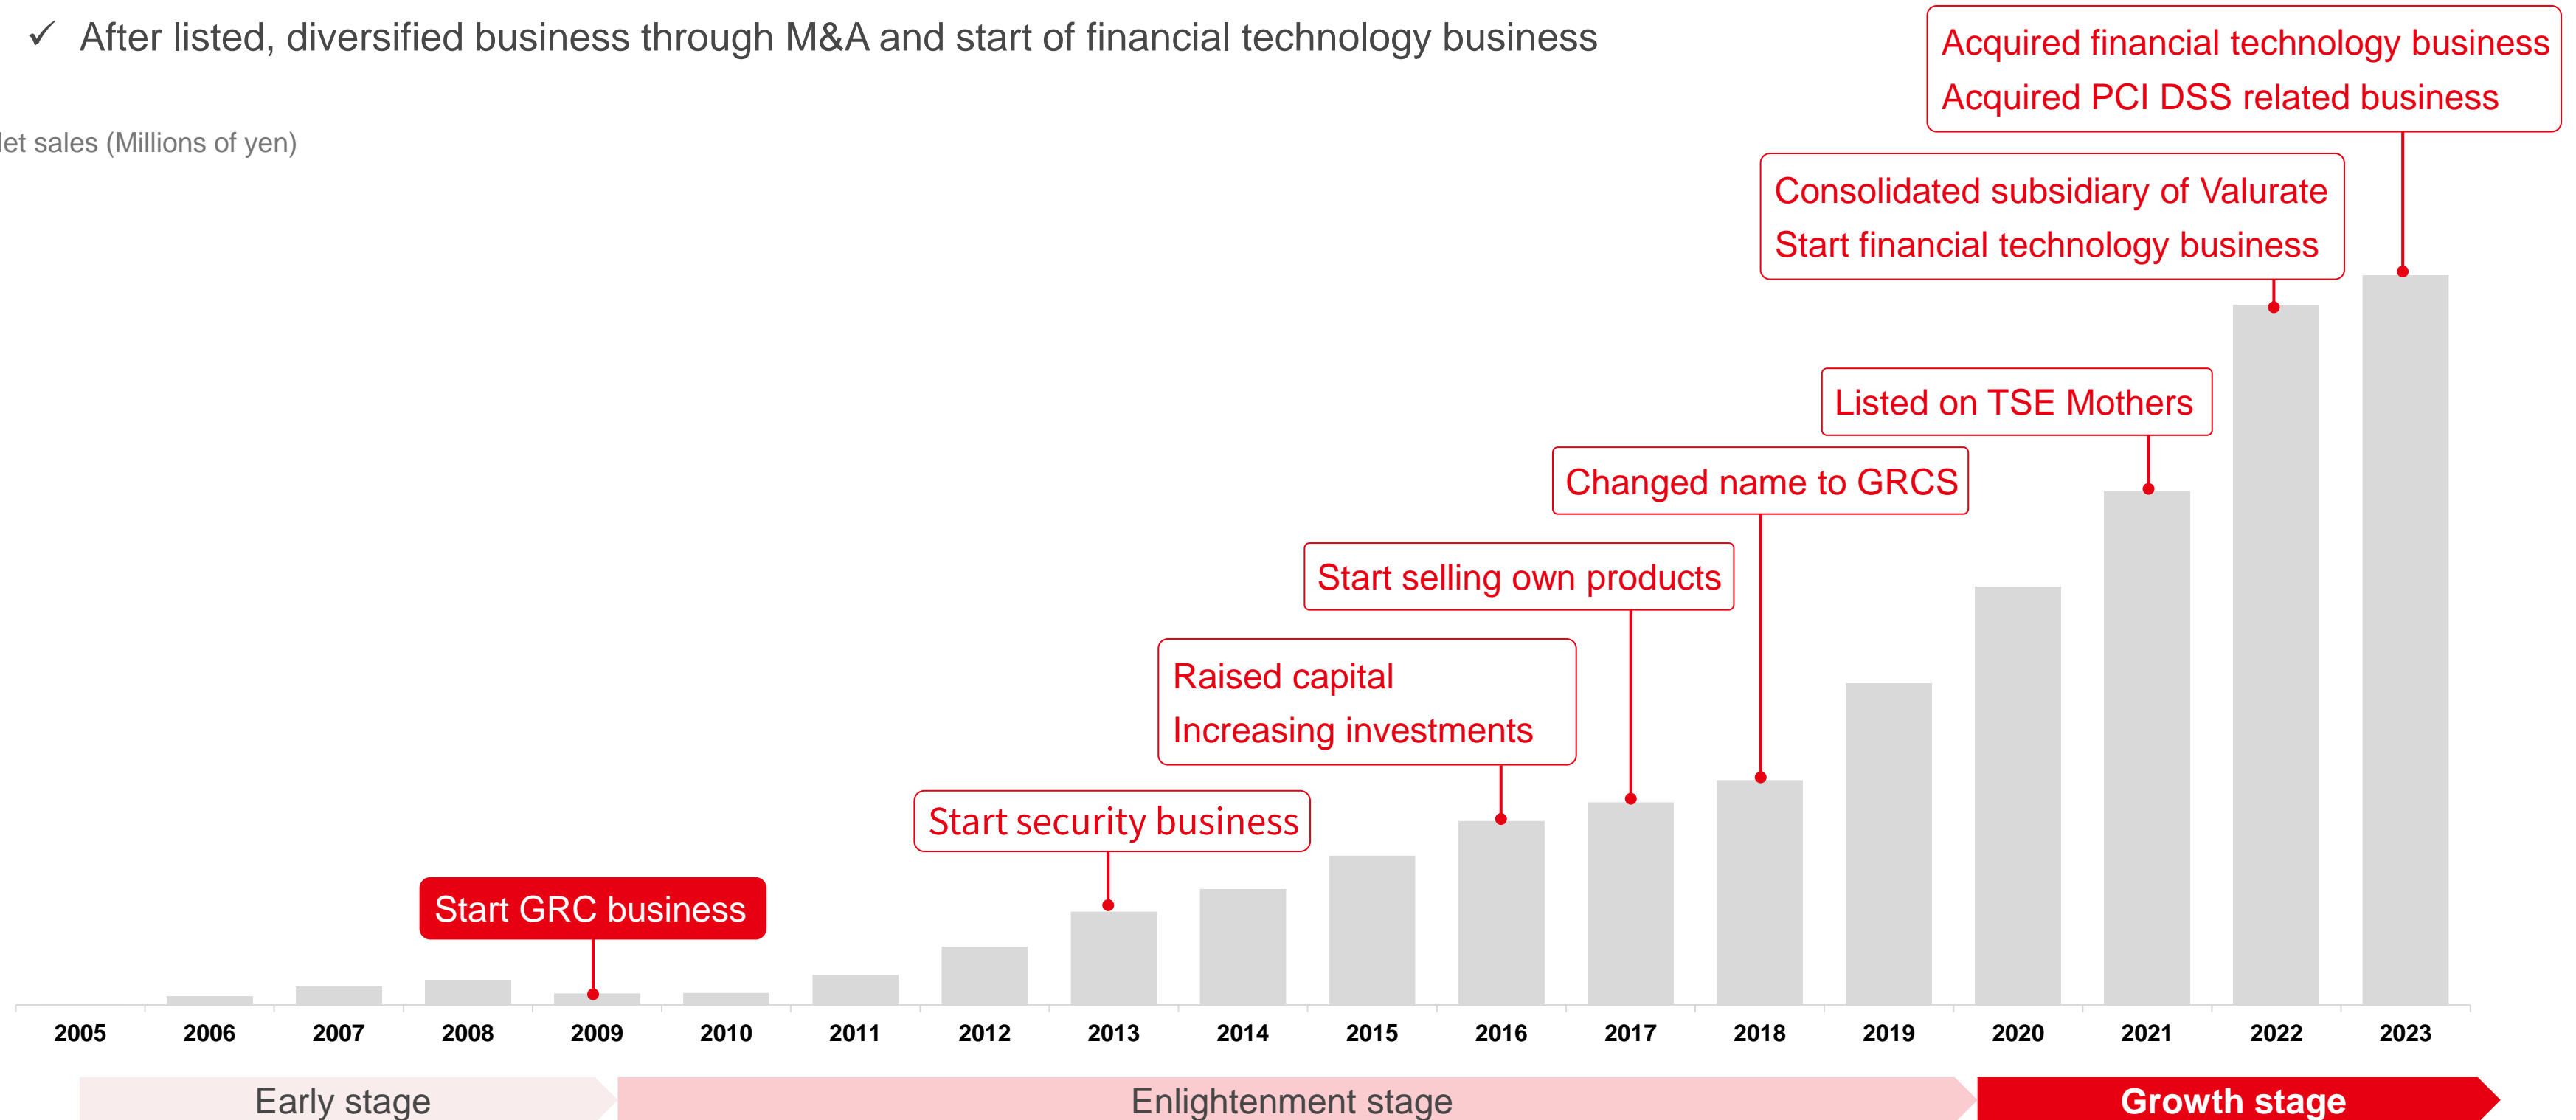 ✓ After listed, diversified business through M&A and start of financial technology business
et sales (Millions of yen)
Acquired financial technology business
Acquired PCI DSS related business
Consolidated subsidiary of Valurate
Start financial technology business
Listed on TSE Mothers
Changed name to GRCS
Start selling own products
Raised capital
Increasing investments
Start security business
Start GRC business
2005 2006 2007 2008 2009 2010 2011 2012 2013 2014 2015 2016 2017 2018 2019 2020 2021 2022 2023
Early stage Enlightenment stage Growth stage